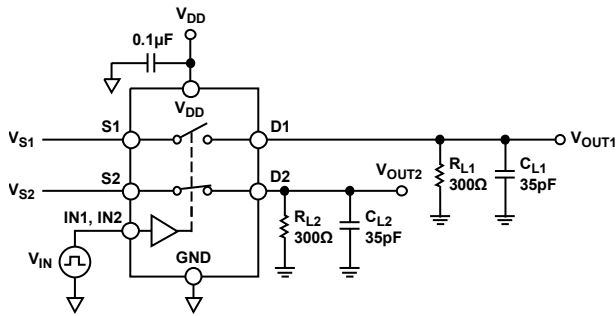 VDD
0.1µF
VDD
VS1
S1
D1
VOUT1
RL1
300Ω
CL1
35pF
VS2
S2
D2
VOUT2
RL2
300Ω
CL2
35pF
IN1, IN2
VIN
GND